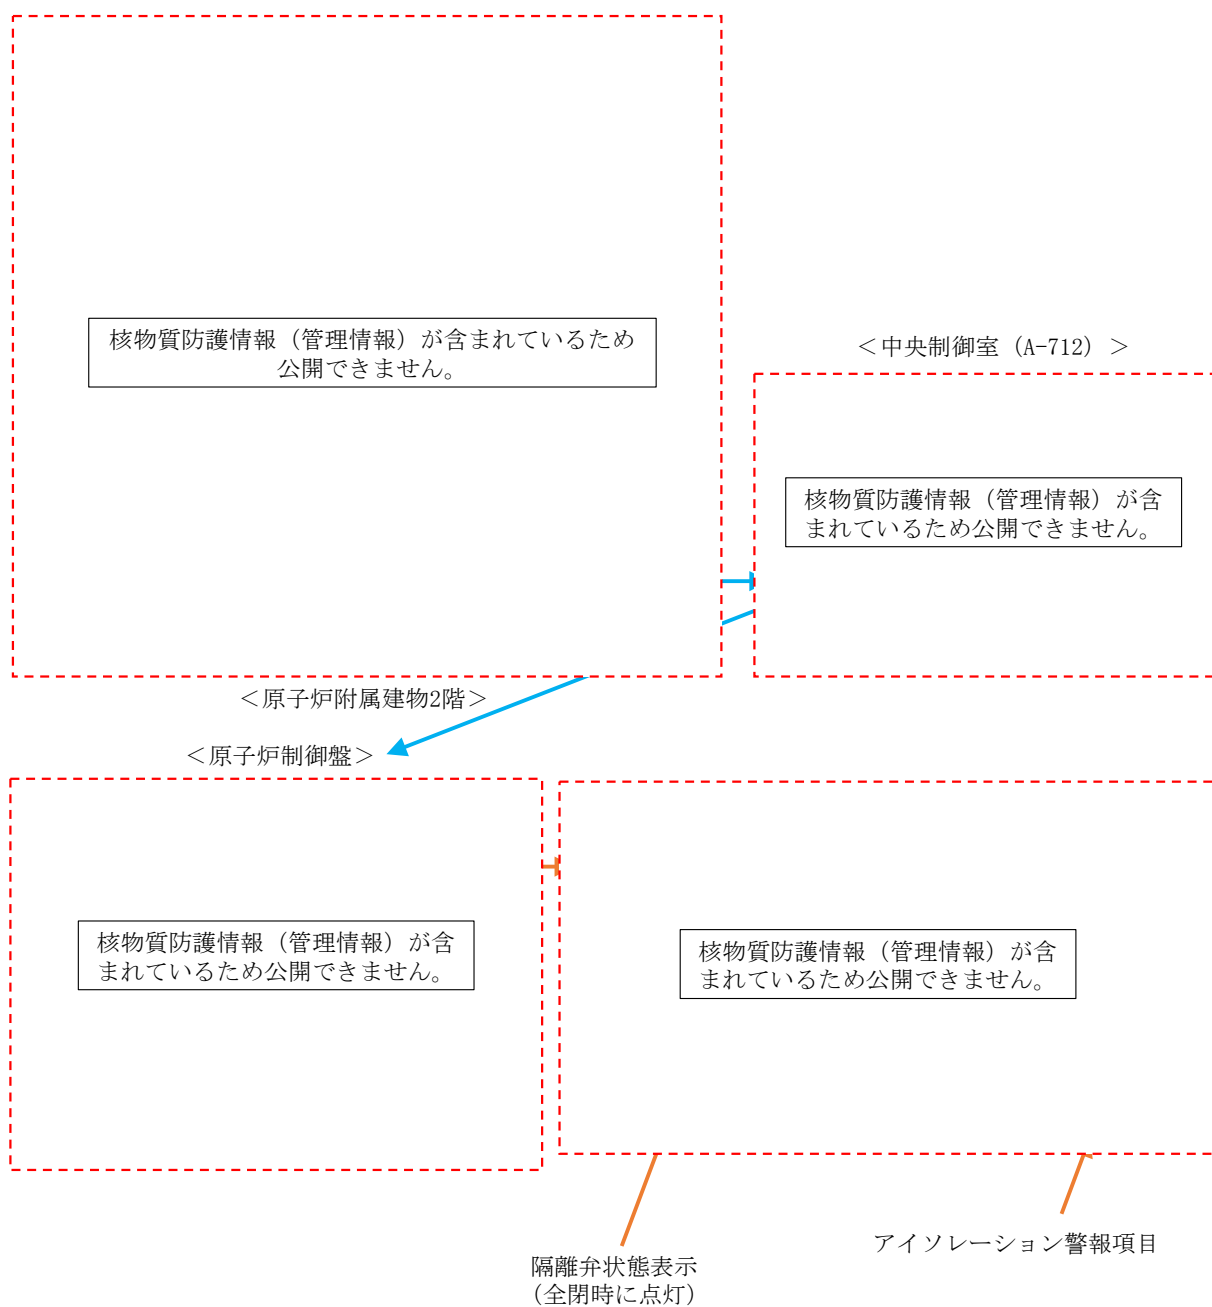 核物質防護情報（管理情報）が含まれているため
公開できません。
＜中央制御室（A-712）＞
核物質防護情報（管理情報）が含
まれているため公開できません。
＜原子炉附属建物2階＞
＜原子炉制御盤＞
核物質防護情報（管理情報）が含
まれているため公開できません。
核物質防護情報（管理情報）が含
まれているため公開できません。
隔離弁状態表示
（全閉時に点灯）
アイソレーション警報項目